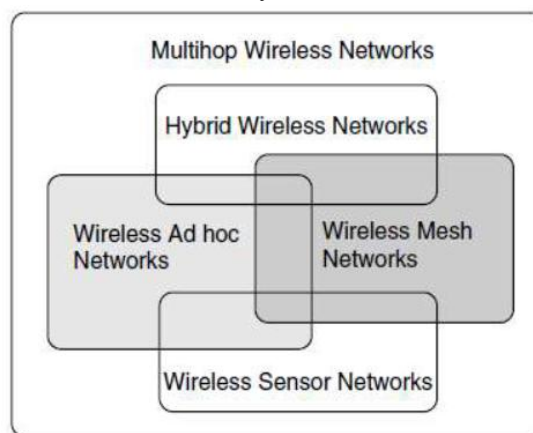 Multihop Wireless Networks
Hybrid Wireless Networks
Wireless Ad hoc
Networks
Wireless Mesh
Networks
Wireless Sensor Networks